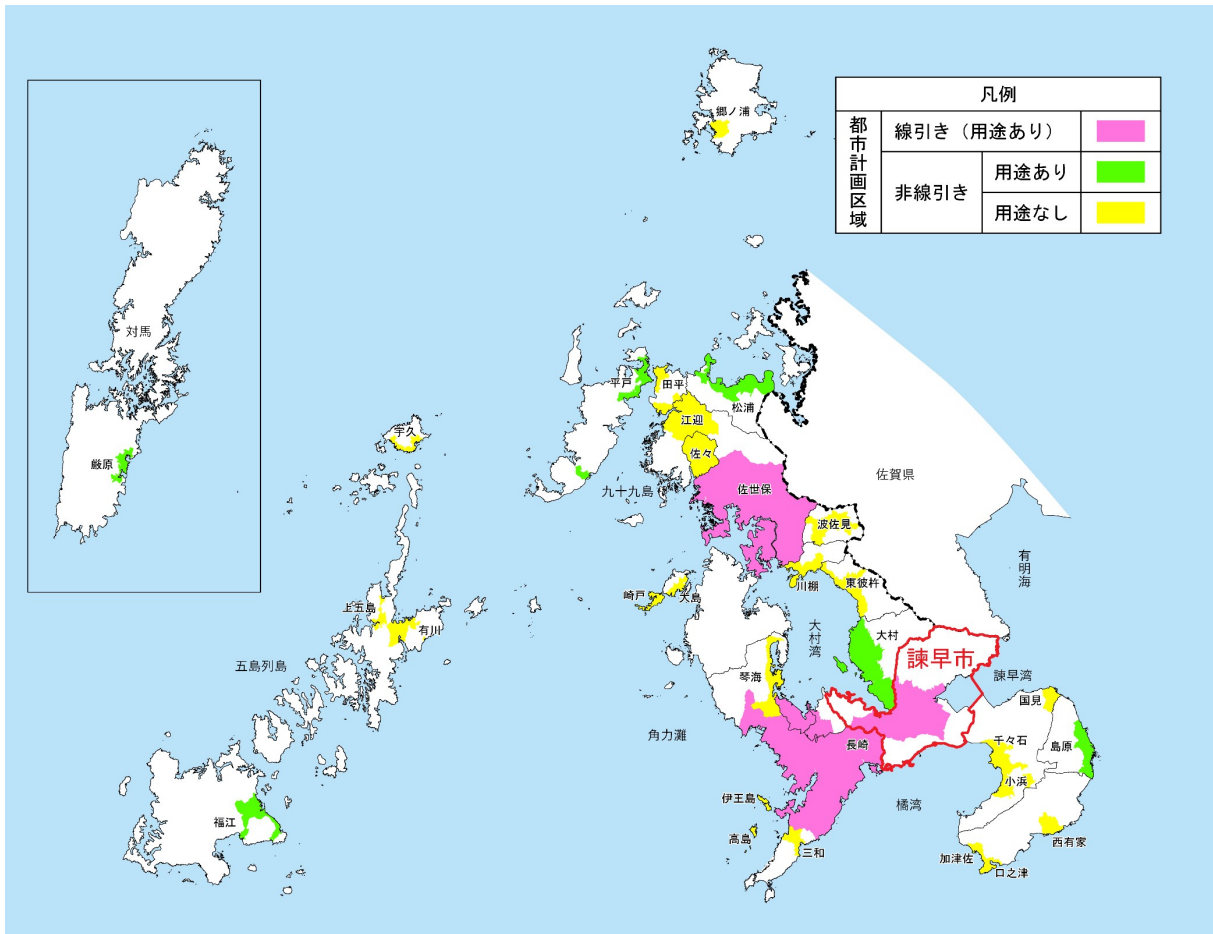 凡例
都市計画区域
線引き（用途あり）
非線引き
用途あり
用途なし
郷ノ浦
対馬
厳原
平戸
田平
松浦
江迎
佐々
宇久
九十九島
佐世保
佐賀県
波佐見
有明海
川棚
東彼杵
崎戸
大島
上五島
有川
大村湾
大村
諫早市
五島列島
琴海
諫早湾
国見
角力灘
長崎
千々石
島原
小浜
伊王島
橘湾
福江
高島
三和
西有家
加津佐
口之津